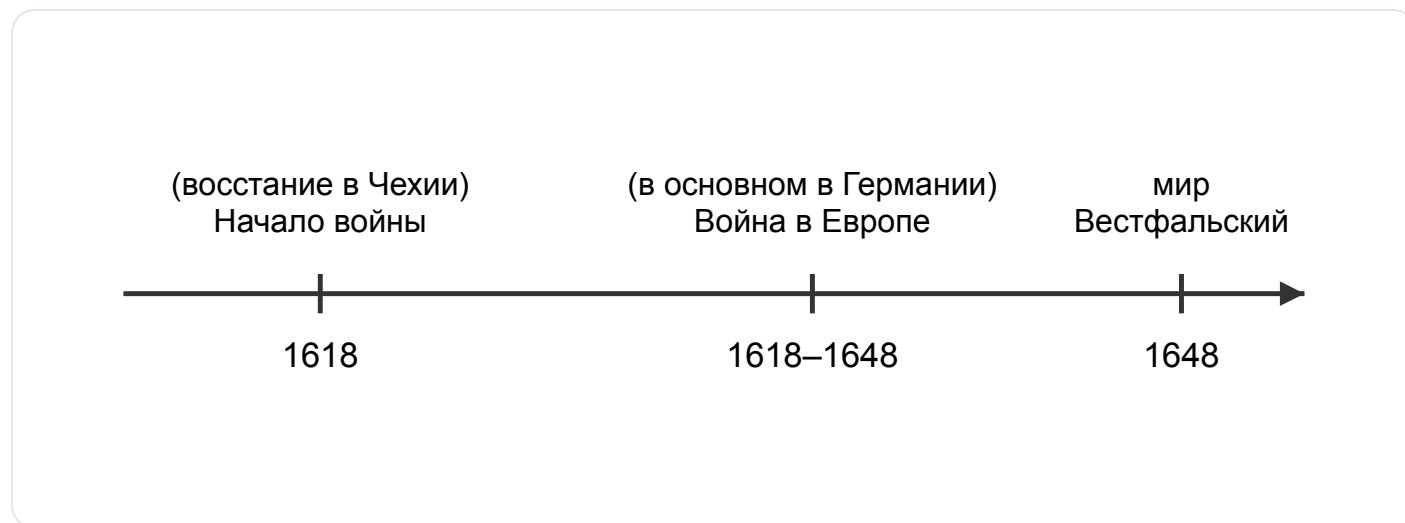 (восстание в Чехии)
Начало войны
(в основном в Германии)
Война в Европе
мир
Вестфальский
1618
1618–1648
1648